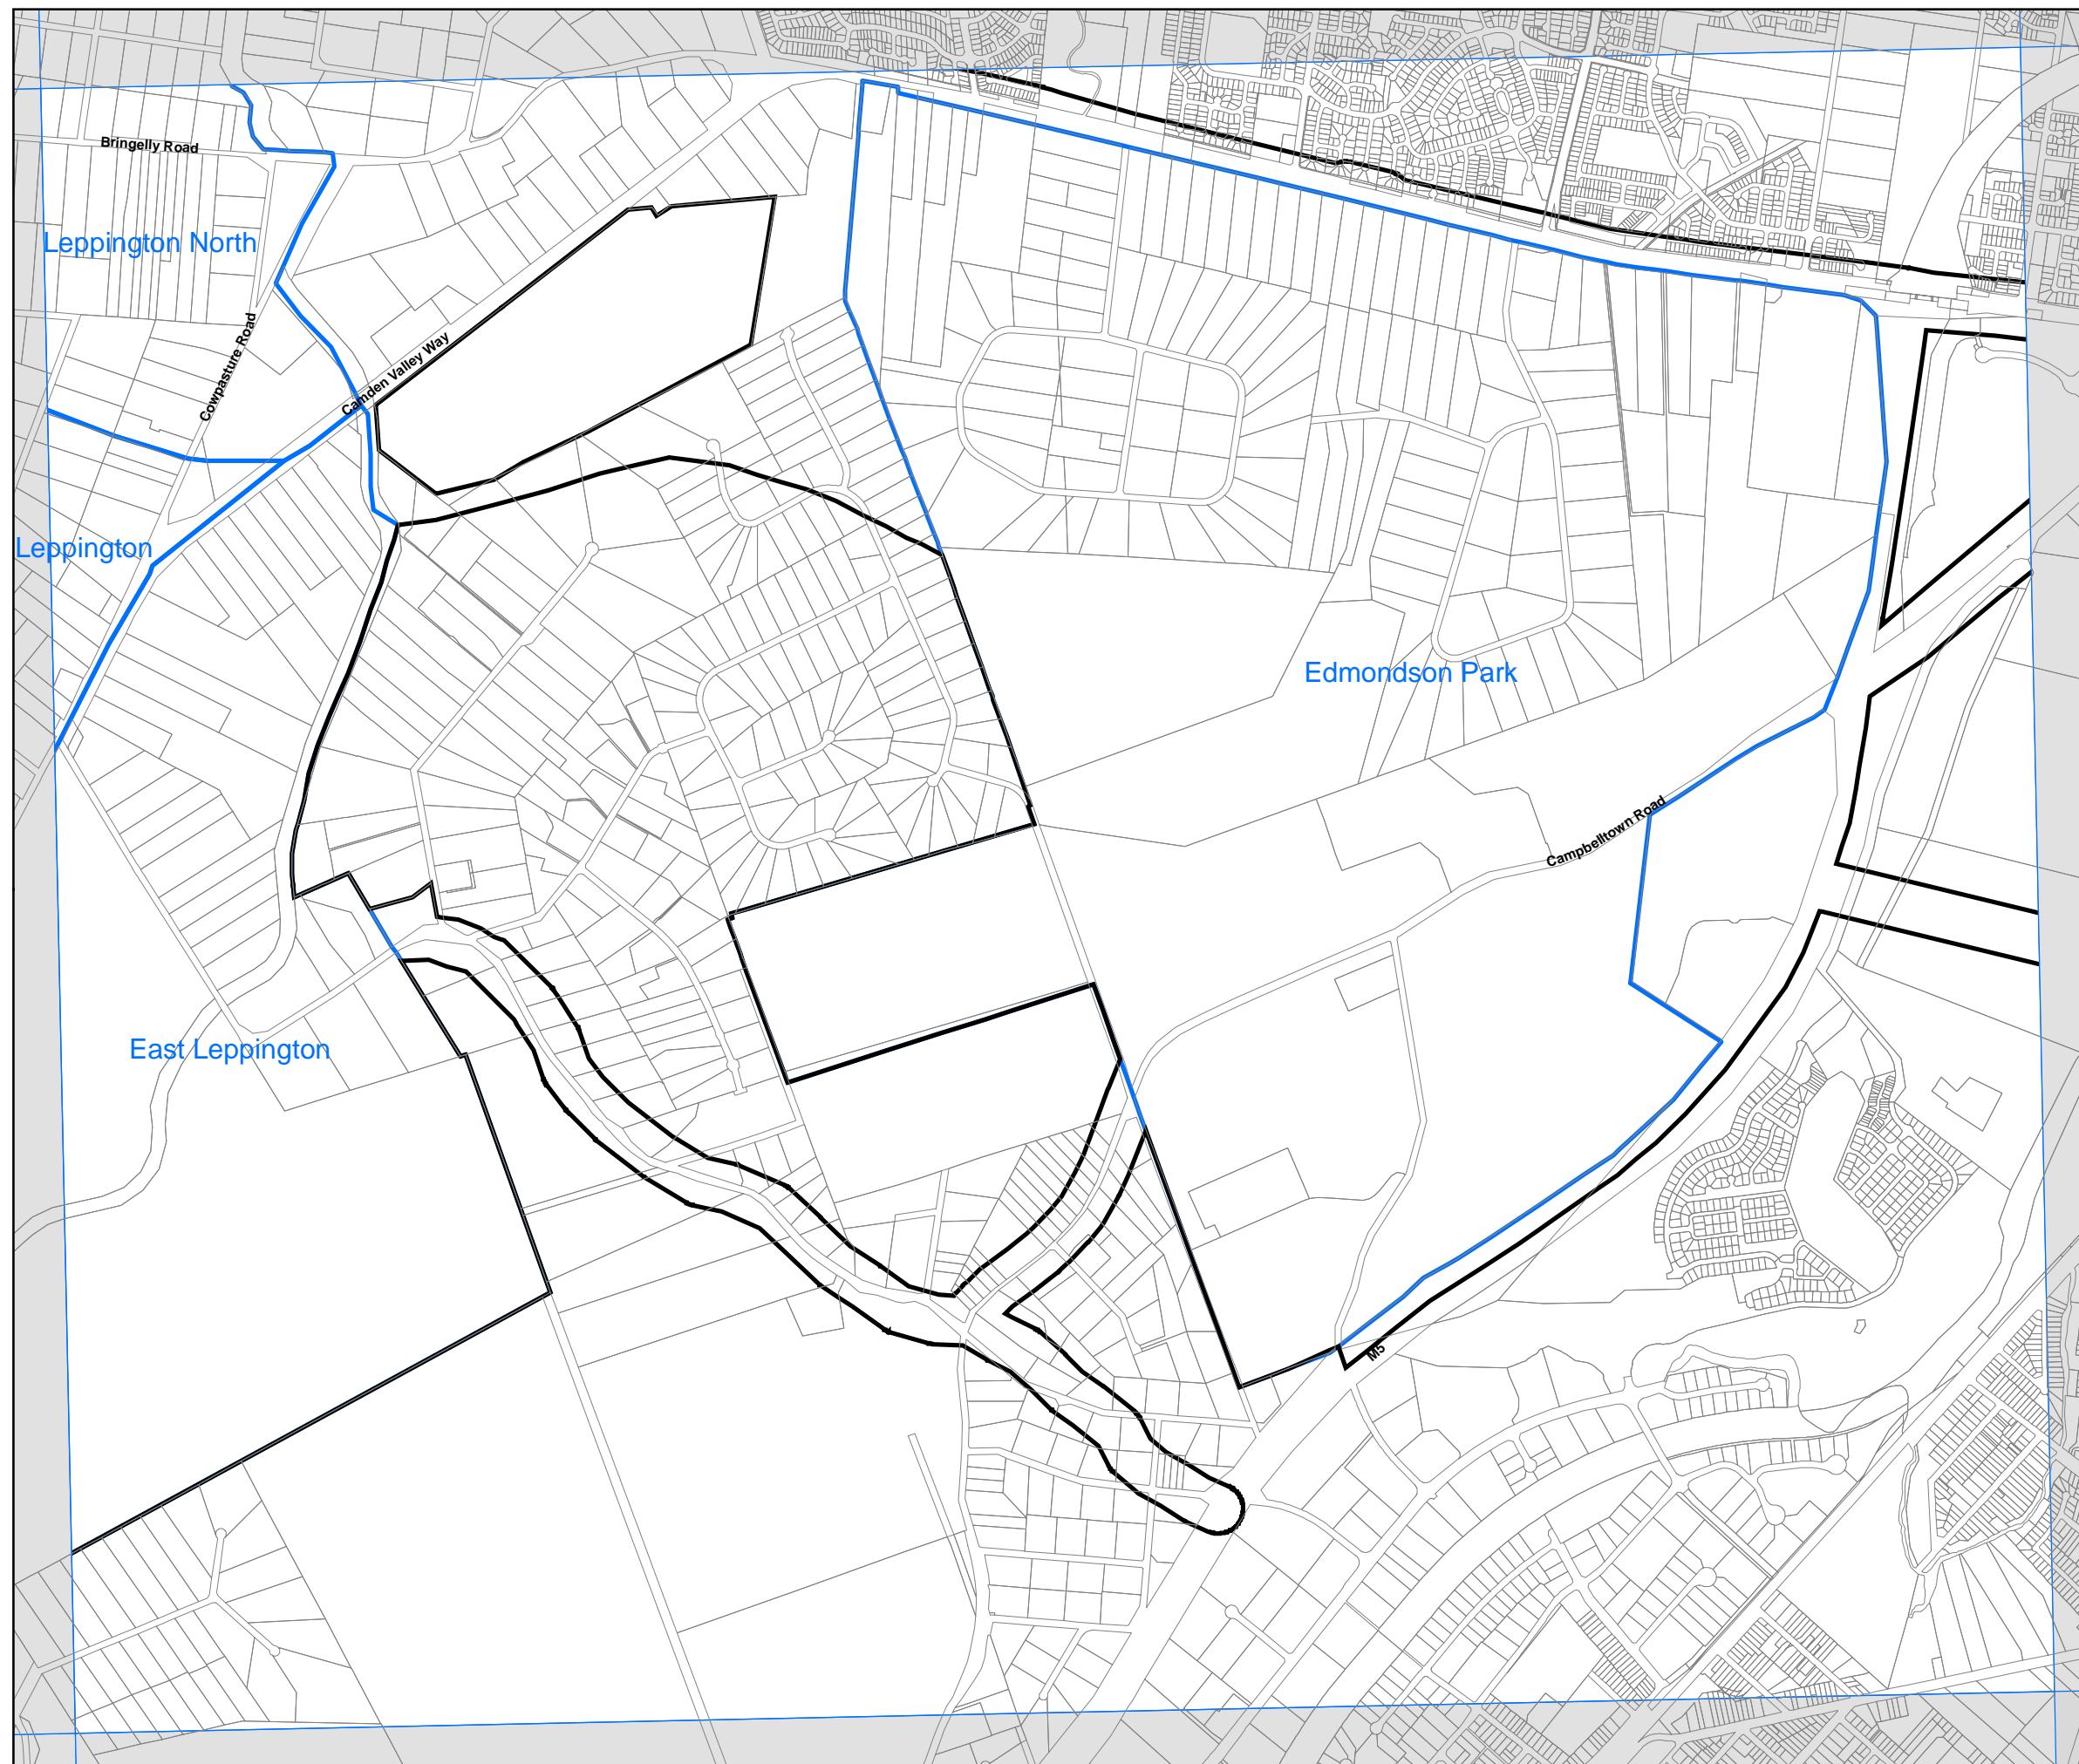 Bringelly Road
Leppington North
Cowpasture Road
Camden Valley Way
Leppington
Edmondson Park
Campbelltown Road
East Leppington
M5